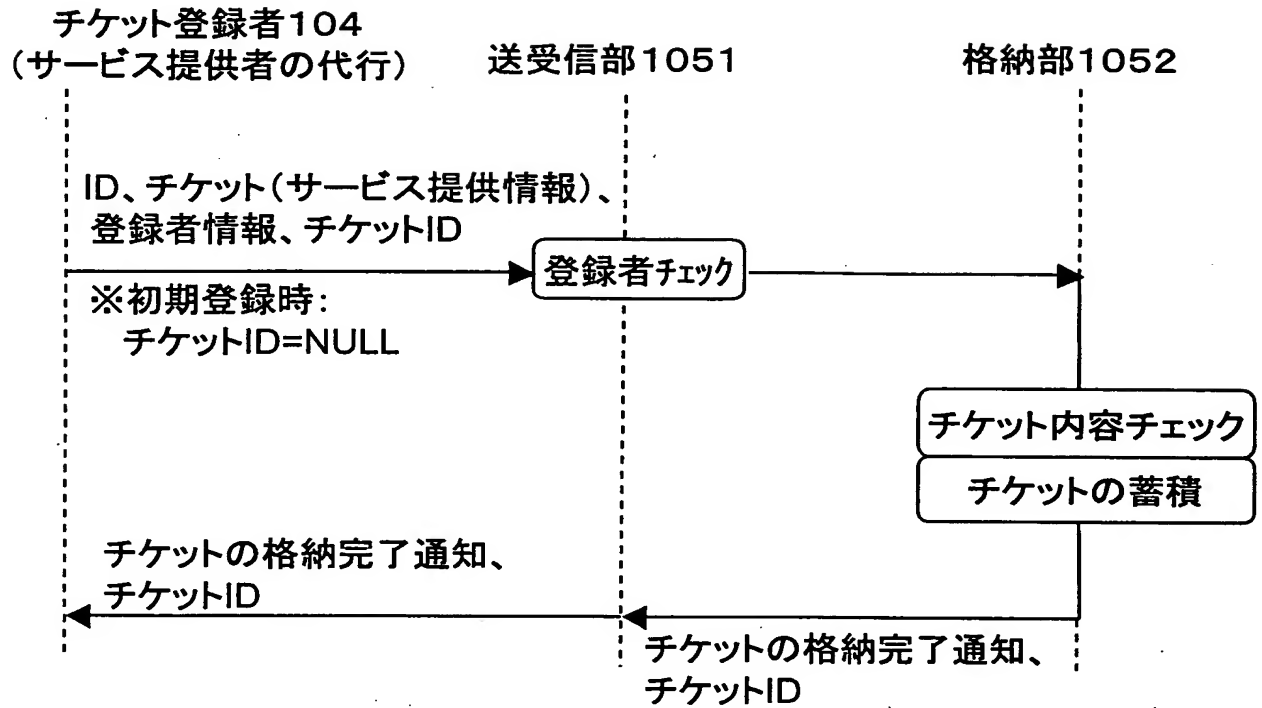 チケット登録者104
(サービス提供者の代行)
送受信部1051
格納部1052
ID、チケット(サービス提供情報)、
登録者情報、チケットID
登録者チェック
※初期登録時:
チケットID=NULL
チケット内容チェック
チケットの蓄積
チケットの格納完了通知、
チケットID
チケットの格納完了通知、
チケットID